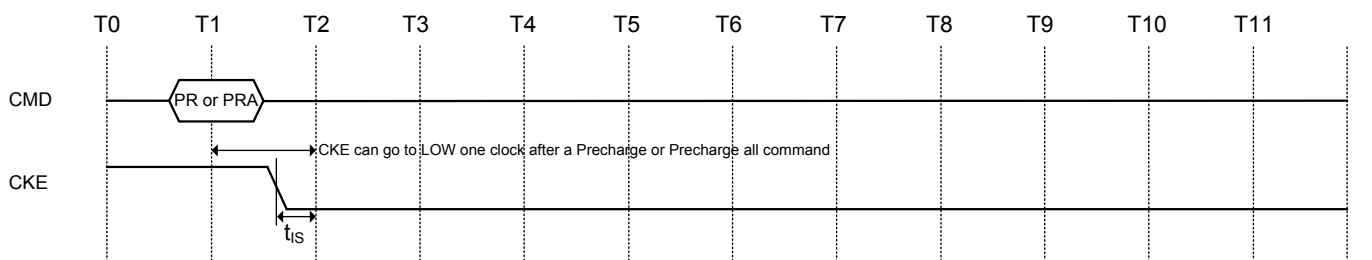 T0 T1 T2 T3 T4 T5 T6 T7 T8 T9 T10 T11
CMD PR or PRA
CKE can go to LOW one clock after a Precharge or Precharge all command
CKE
tIS